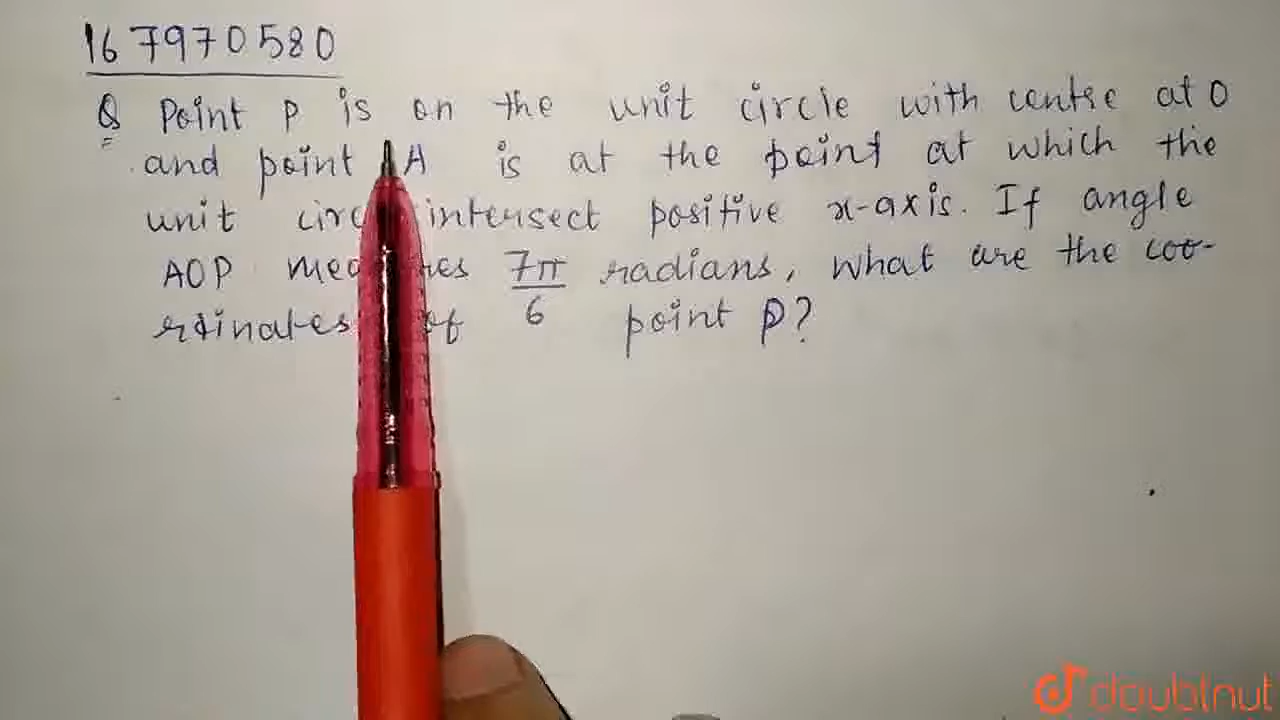 167970580
Q Point P is on the unit circle with centre at O
and point A is at the point at which the
unit circ intersect positive x-axis. If angle
AOP mea res 7π/6 radians, what are the coo-
rdinates of point P?
doubtnut